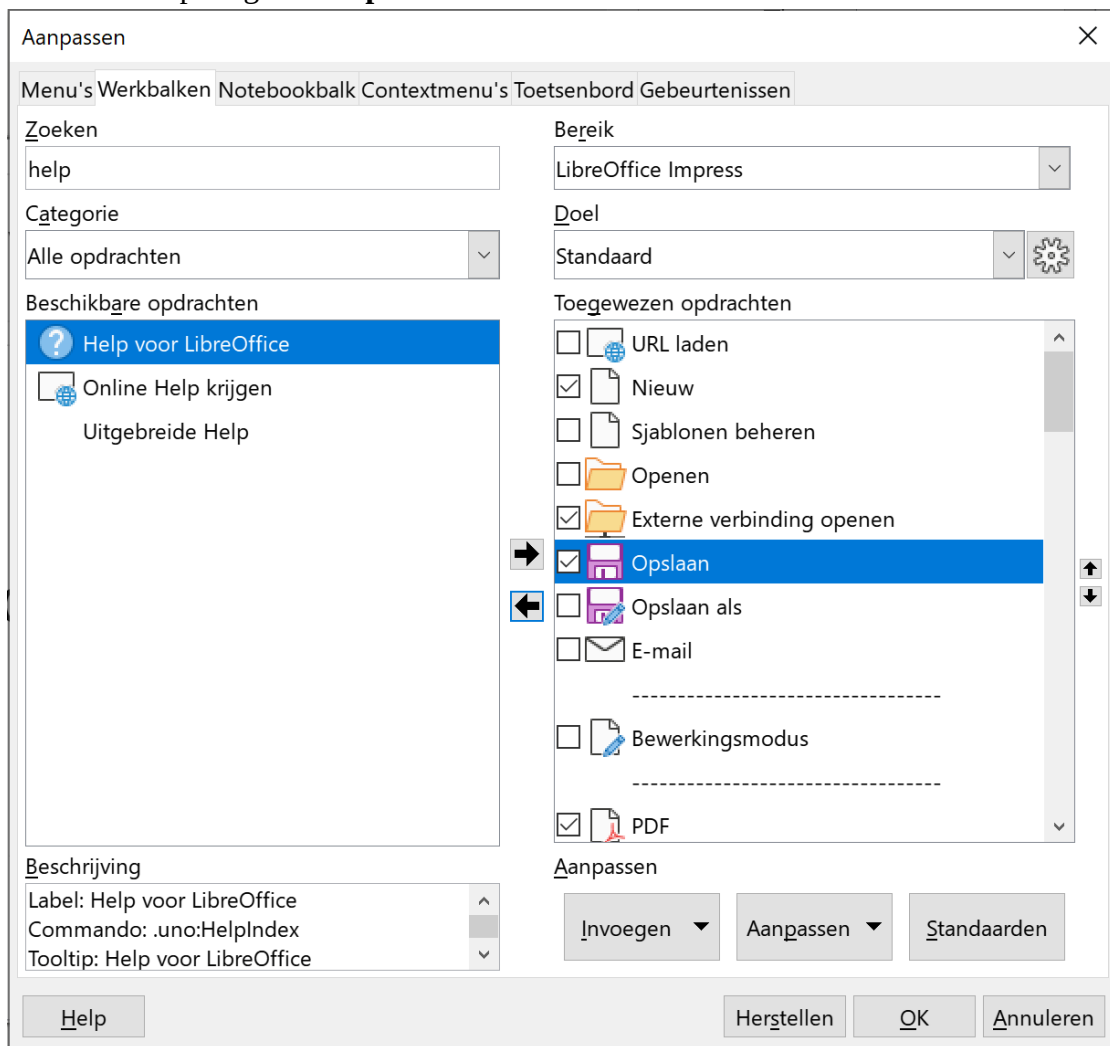 Aanpassen
Menu's Werkbalken Notebookbalk Contextmenu's Toetsenbord Gebeurtenissen
Zoeken
help
Categorie
Alle opdrachten
Beschikbare opdrachten
Help voor LibreOffice
Online Help krijgen
Uitgebreide Help
Beschrijving
Label: Help voor LibreOffice
Commando: .uno:HelpIndex
Tooltip: Help voor LibreOffice
Bereik
LibreOffice Impress
Doel
Standaard
Toegewezen opdrachten
URL laden
Nieuw
Sjablonen beheren
Openen
Externe verbinding openen
Opslaan
Opslaan als
E-mail
----------------------------------
Bewerkingsmodus
----------------------------------
PDF
Aanpassen
Invoegen Aanpassen Standaarden
Help Herstellen OK Annuleren